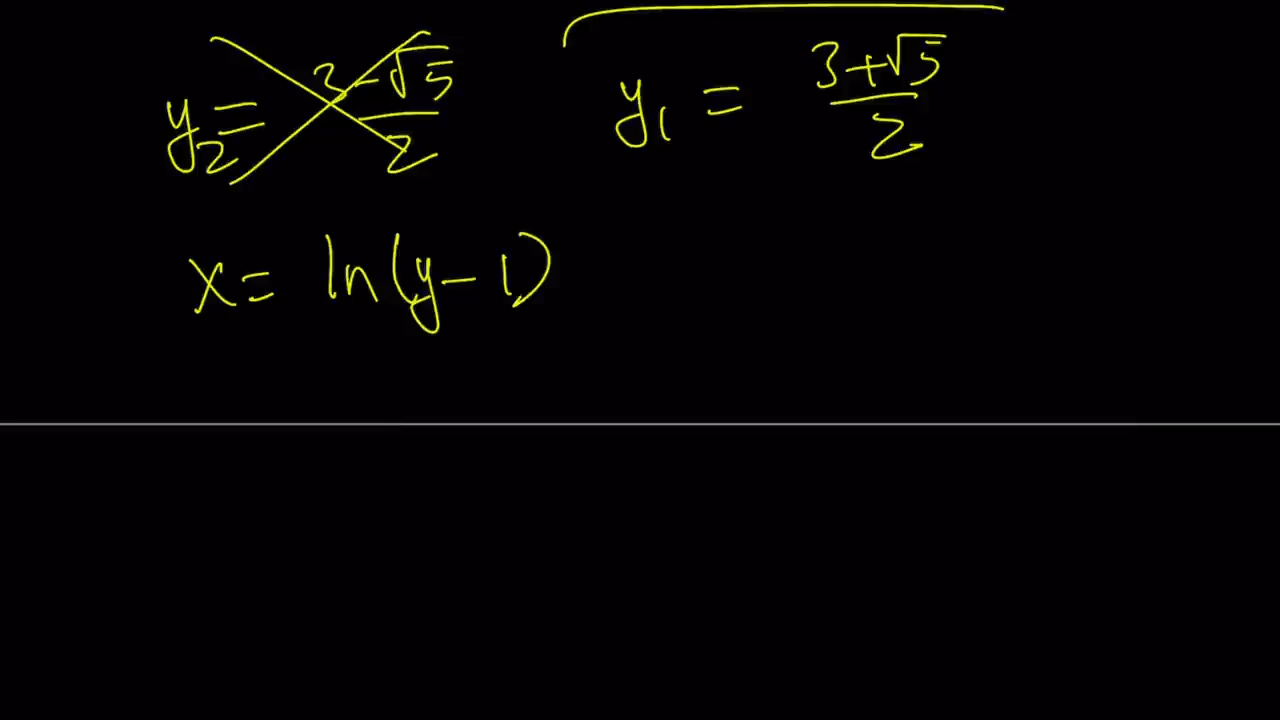 y₂ = (3-√5)/2 y₁ = (3+√5)/2
x = ln(y-1)